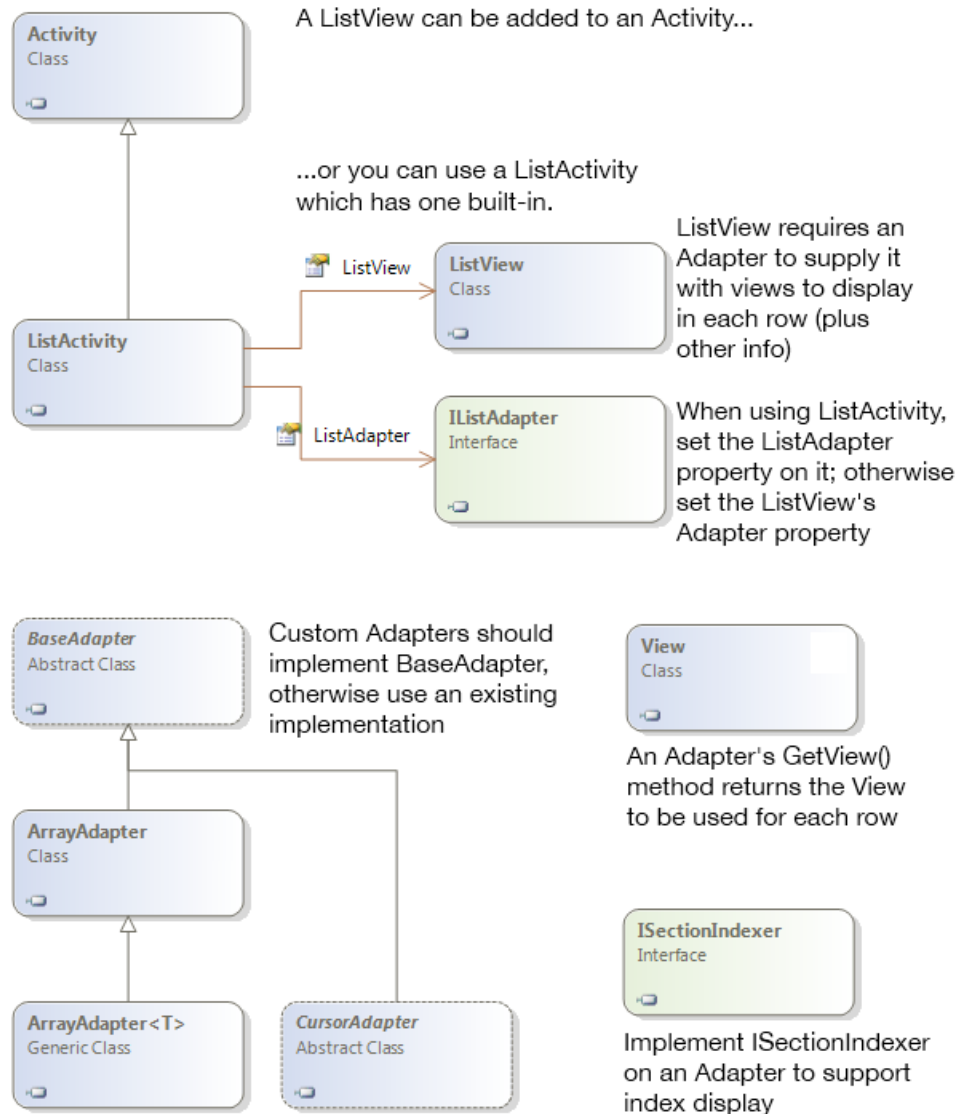 A ListView can be added to an Activity...
Activity
Class
...or you can use a ListActivity
which has one built-in.
ListView
ListView
Class
ListView requires an
Adapter to supply it
with views to display
in each row (plus
other info)
ListActivity
Class
ListAdapter
IListAdapter
Interface
When using ListActivity,
set the ListAdapter
property on it; otherwise
set the ListView's
Adapter property
BaseAdapter
Abstract Class
Custom Adapters should
implement BaseAdapter,
otherwise use an existing
implementation
View
Class
An Adapter's GetView()
method returns the View
to be used for each row
ArrayAdapter
Class
ISectionIndexer
Interface
Implement ISectionIndexer
on an Adapter to support
index display
ArrayAdapter<T>
Generic Class
CursorAdapter
Abstract Class